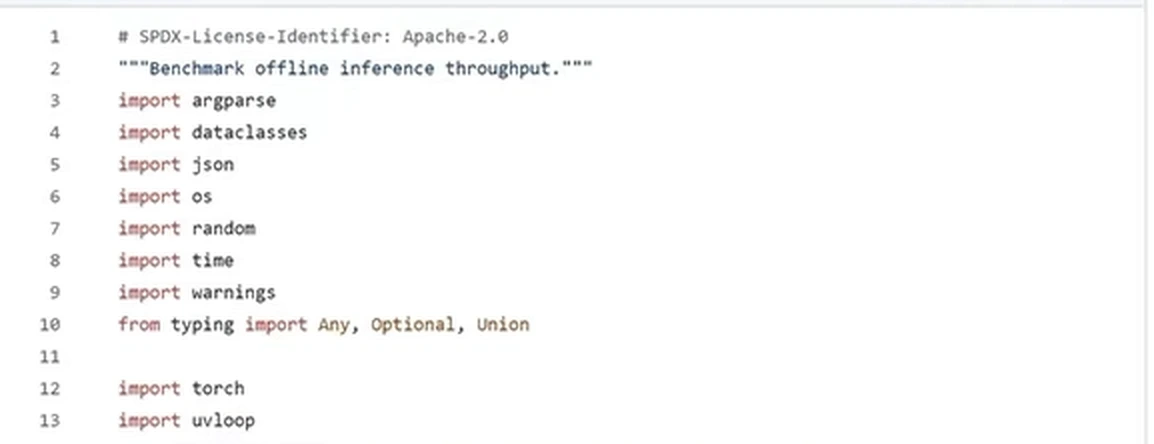 1 # SPDX-License-Identifier: Apache-2.0
2 """Benchmark offline inference throughput."""
3 import argparse
4 import dataclasses
5 import json
6 import os
7 import random
8 import time
9 import warnings
10 from typing import Any, Optional, Union
11
12 import torch
13 import uvloop